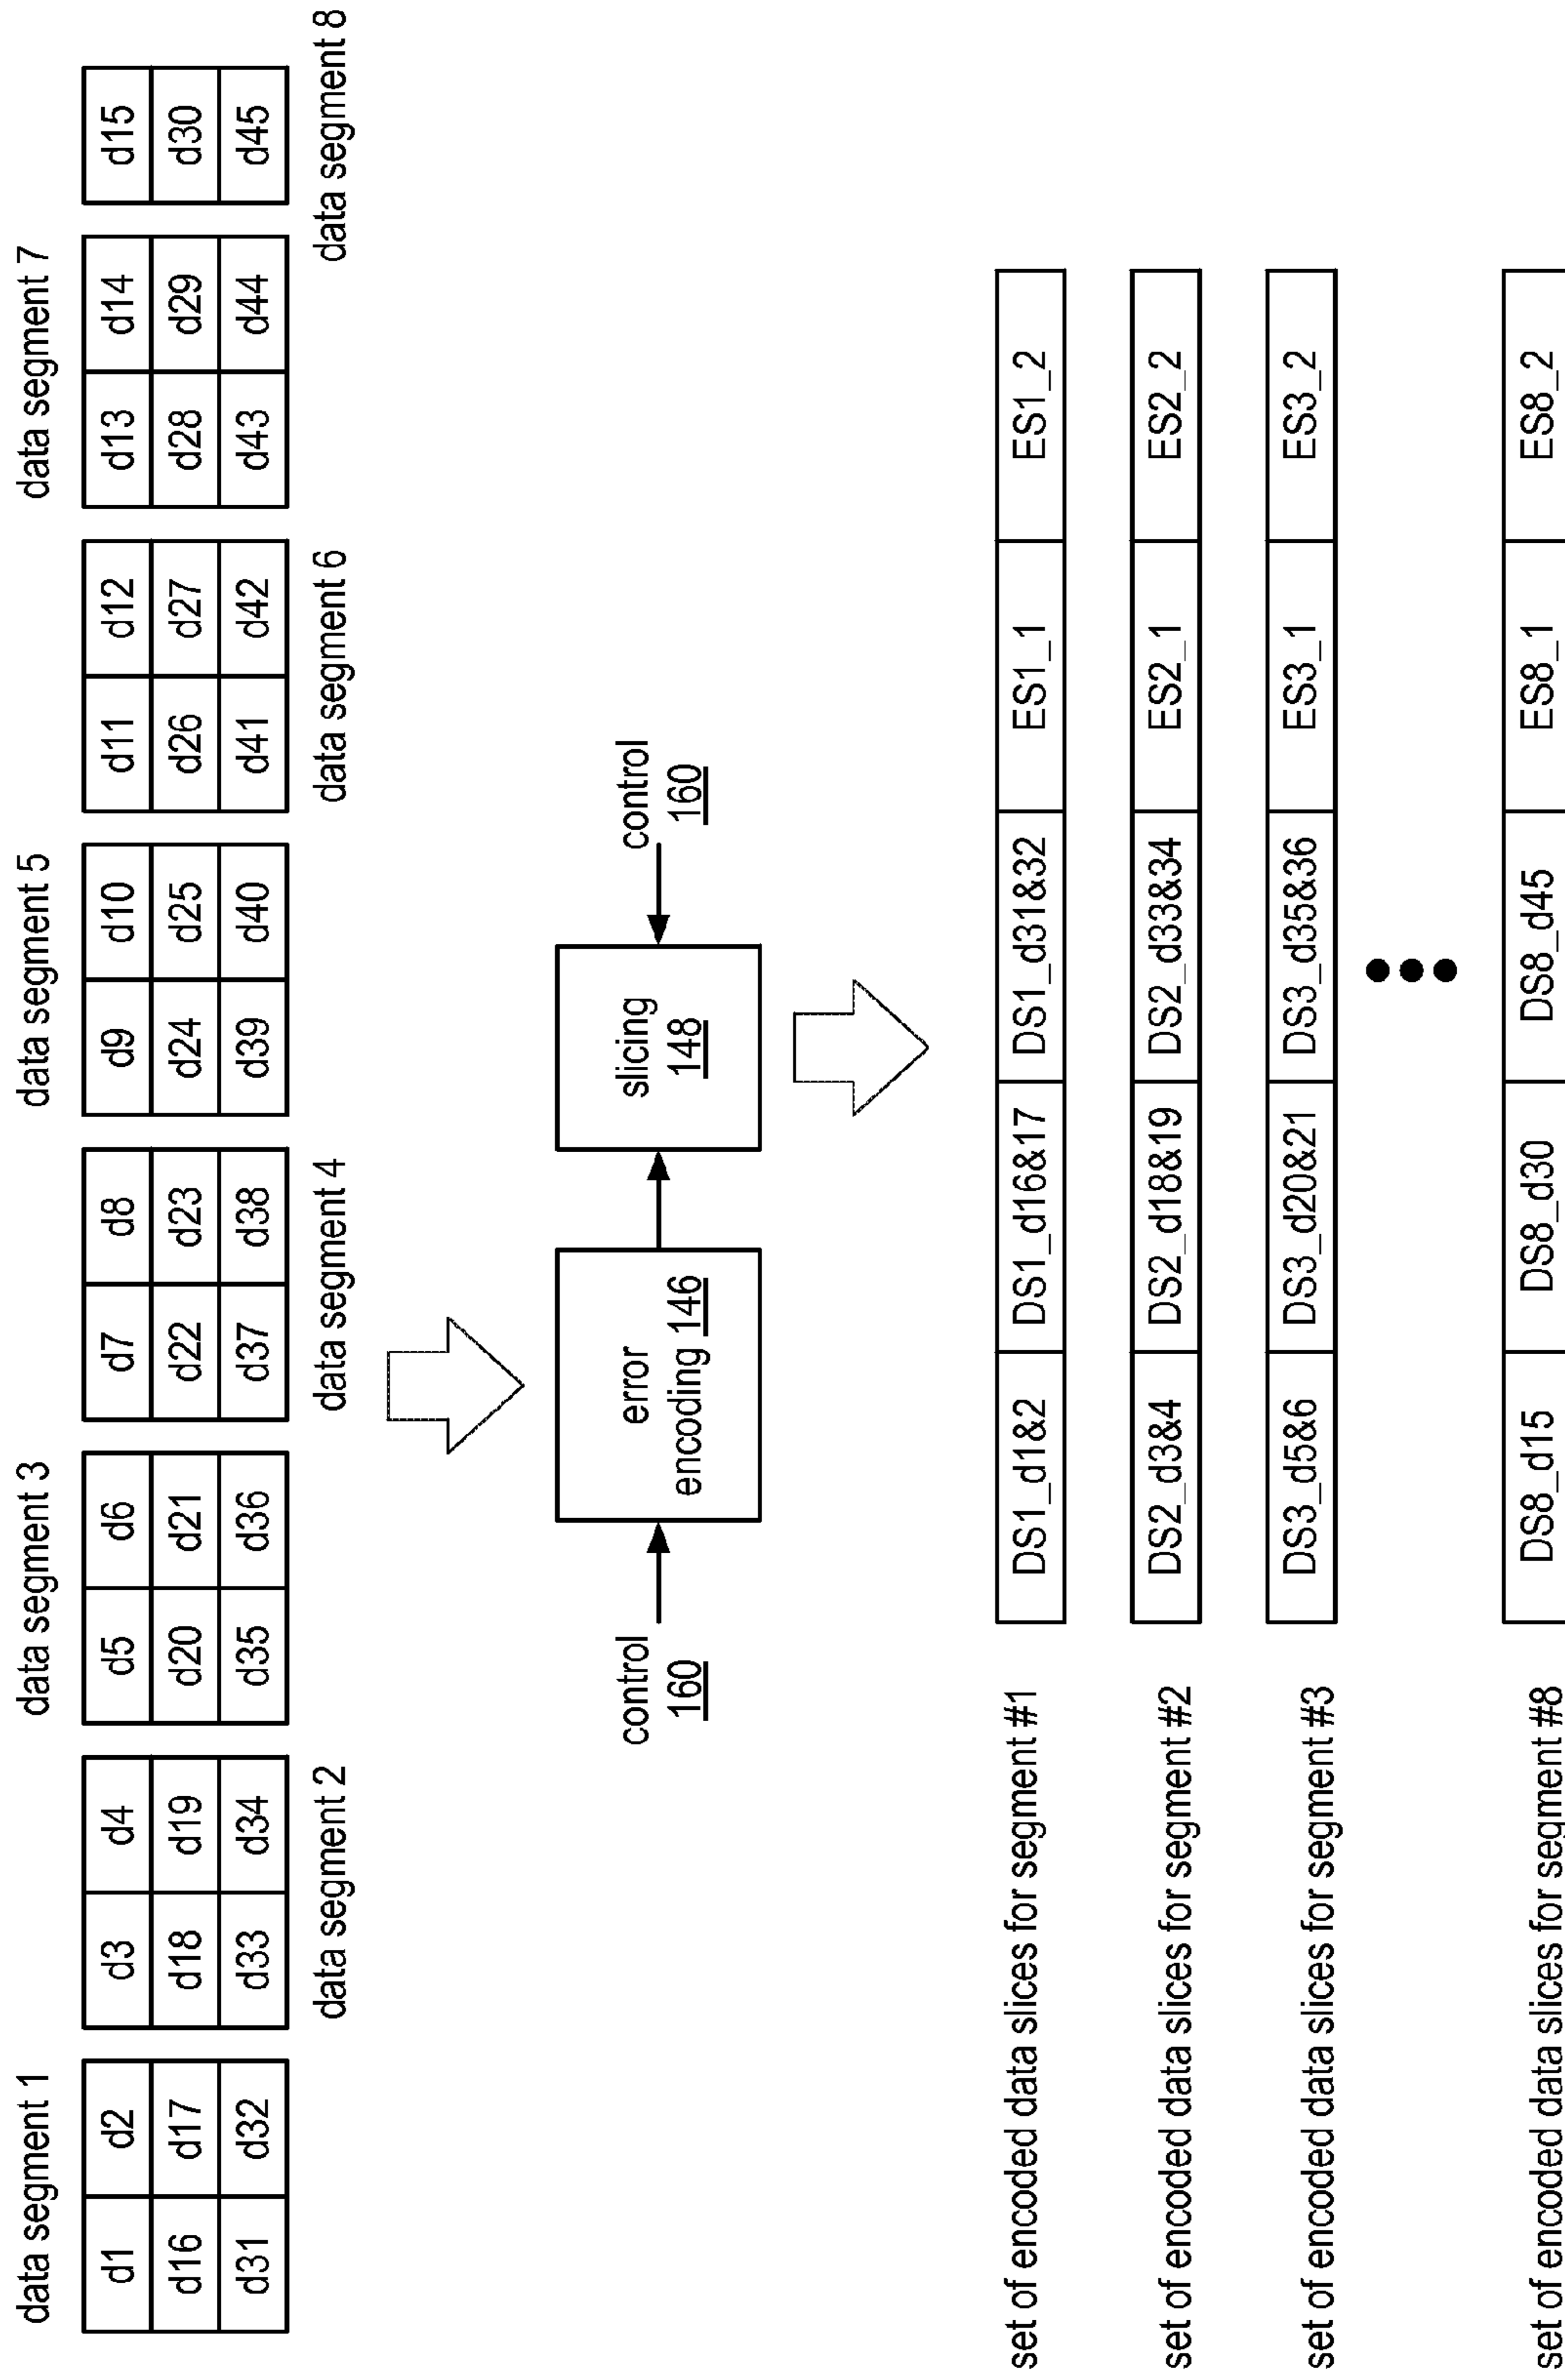 data segment 1
data segment 3
data segment 5
data segment 7
d1 d2 d3 d4 d5 d6 d7 d8 d9 d10 d11 d12 d13 d14 d15
d16 d17 d18 d19 d20 d21 d22 d23 d24 d25 d26 d27 d28 d29 d30
d31 d32 d33 d34 d35 d36 d37 d38 d39 d40 d41 d42 d43 d44 d45
data segment 2
data segment 4
data segment 6
data segment 8
control
160
error
encoding 146
slicing
148
control
160
set of encoded data slices for segment #1 DS1_d1&2 DS1_d16&17 DS1_d31&32 ES1_1 ES1_2
set of encoded data slices for segment #2 DS2_d3&4 DS2_d18&19 DS2_d33&34 ES2_1 ES2_2
set of encoded data slices for segment #3 DS3_d5&6 DS3_d20&21 DS3_d35&36 ES3_1 ES3_2
set of encoded data slices for segment #8 DS8_d15 DS8_d30 DS8_d45 ES8_1 ES8_2